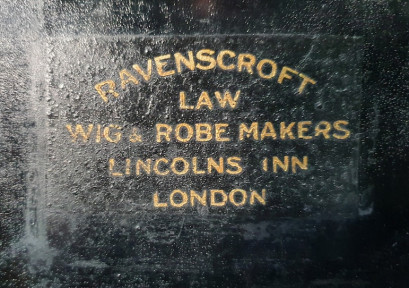 RAVENSCROFT
LAW
WIG & ROBE MAKERS
LINCOLNS INN
LONDON